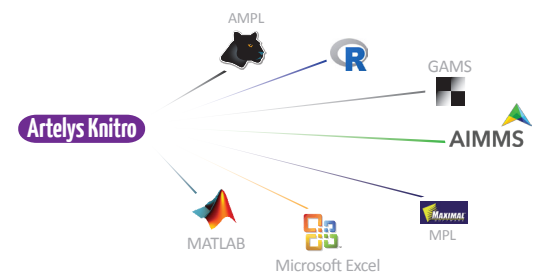 AMPL
R
GAMS
Artelys Knitro
AIMMS
MAXIMAL
MATLAB
MPL
Microsoft Excel